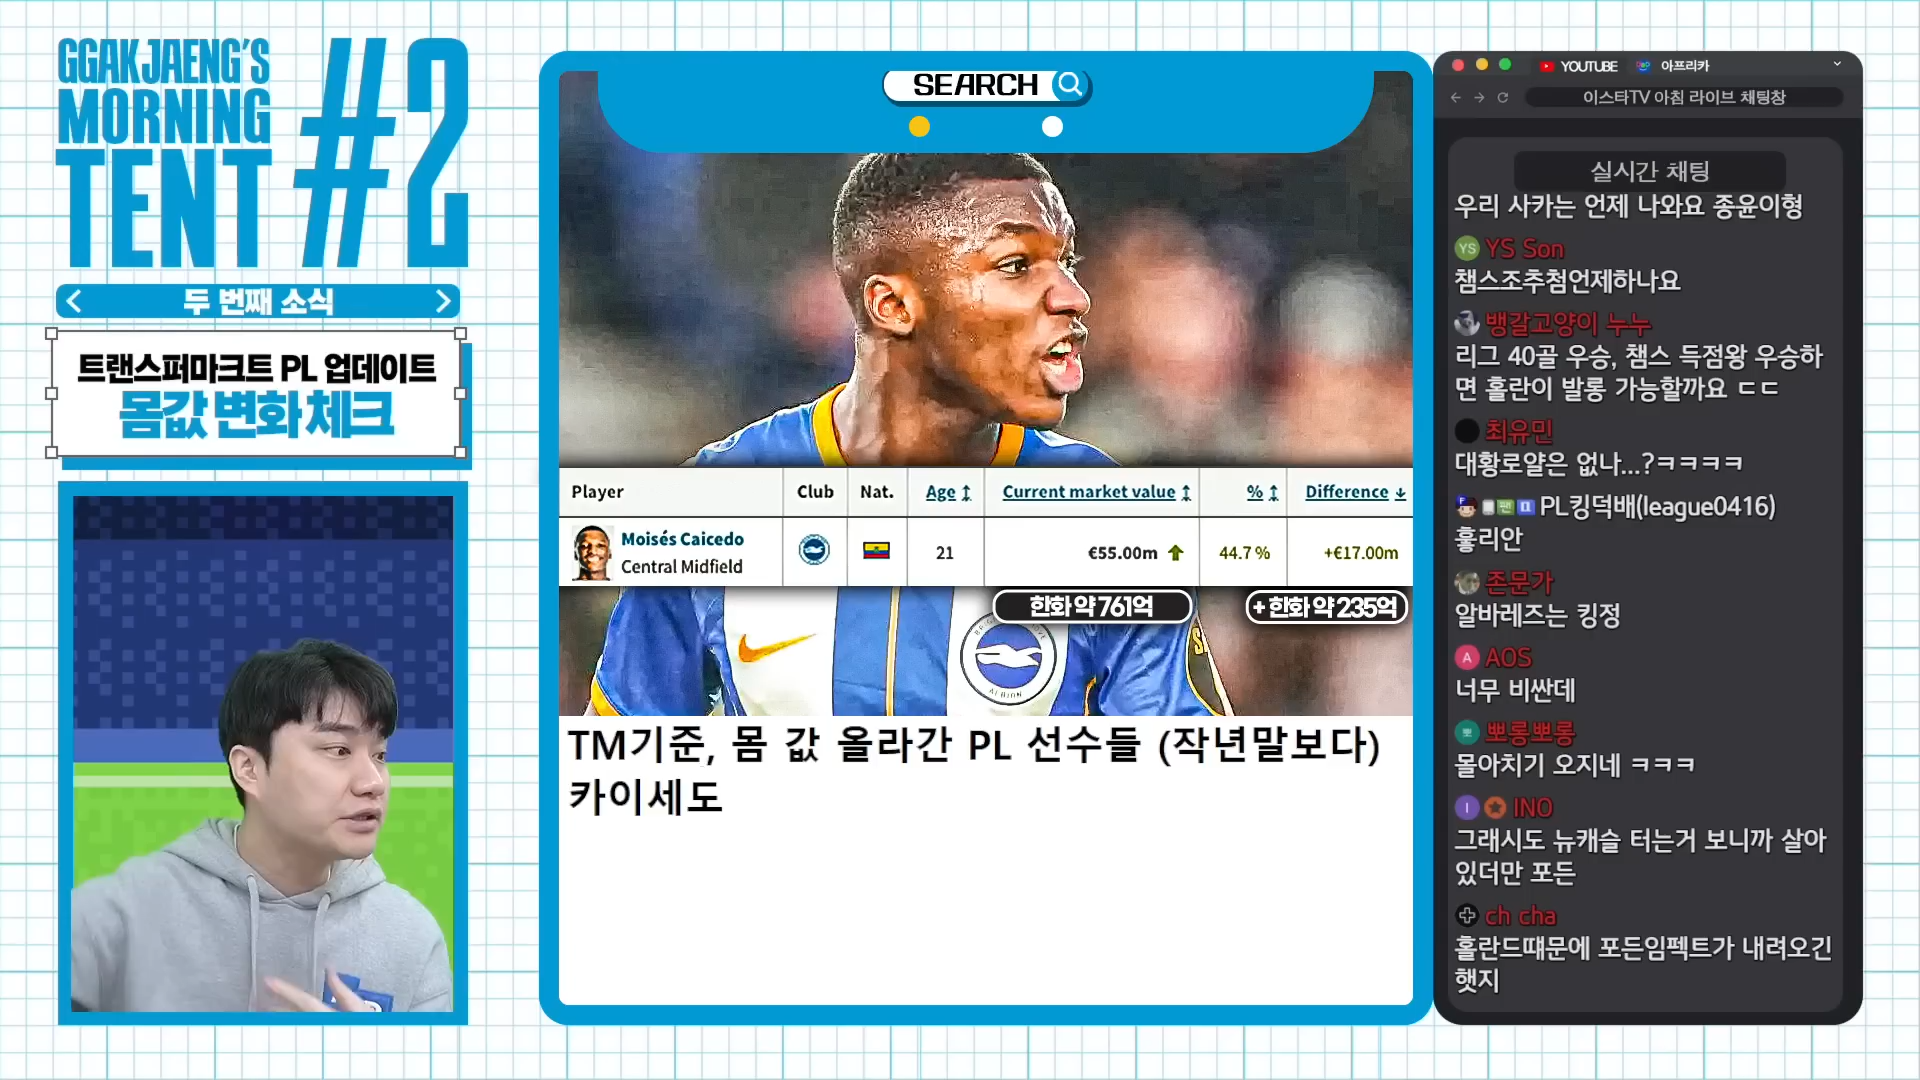 GGAKJAENG'S
MORNING
TENT
#2
두 번째 소식
트랜스퍼마크트 PL 업데이트
몸값 변화 체크
SEARCH
Player Club Nat. Age Current market value % Difference
Moisés Caicedo
Central Midfield
21 €55.00m 44.7 % +€17.00m
한화 약 761억
+ 한화 약 235억
ALBION
TM기준, 몸 값 올라간 PL 선수들 (작년말보다)
카이세도
YOUTUBE 아프리카
이스타TV 아침 라이브 채팅창
실시간 채팅
우리 사카는 언제 나와요 종윤이형
YS YS Son
챔스조추첨언제하나요
뱅갈고양이 누누
리그 40골 우승, 챔스 득점왕 우승하
면 홀란이 발롱 가능할까요 ㄷㄷ
최유민
대황로얄은 없나...?ㅋㅋㅋㅋ
팬 PL킹덕배(league0416)
훌리안
존문가
알바레즈는 킹정
A AOS
너무 비싼데
뽀 뽀롱뽀롱
몰아치기 오지네 ㅋㅋㅋ
I INO
그래시도 뉴캐슬 터는거 보니까 살아
있더만 포든
ch cha
홀란드떄문에 포든임펙트가 내려오긴
햇지